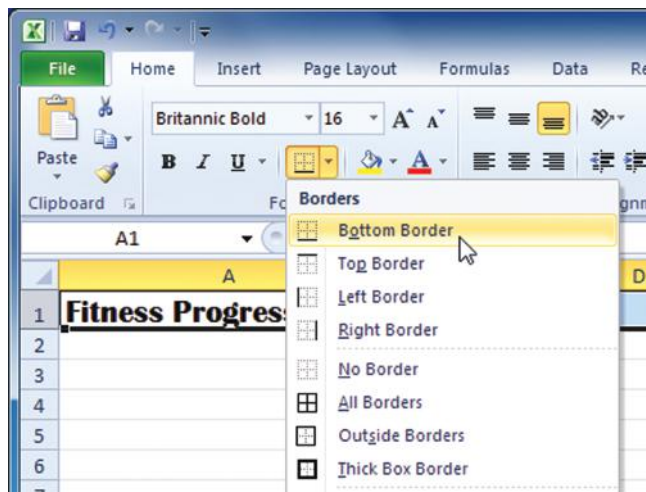 File Home Insert Page Layout Formulas Data
Britannic Bold 16 A A
Paste B I U A
Clipboard
A1
Borders
Bottom Border
Top Border
Left Border
Right Border
No Border
All Borders
Outside Borders
Thick Box Border
A D
1 Fitness Progres
2
3
4
5
6